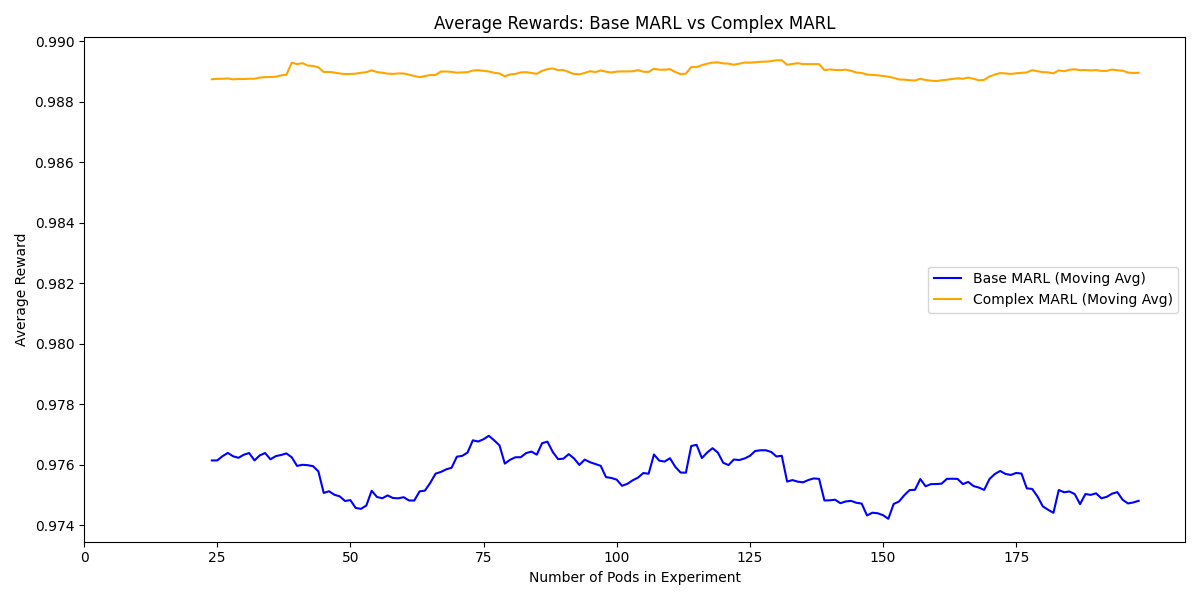 Average Rewards: Base MARL vs Complex MARL
Average Reward
0.990
0.988
0.986
0.984
0.982
0.980
0.978
0.976
0.974
Base MARL (Moving Avg)
Complex MARL (Moving Avg)
0 25 50 75 100 125 150 175
Number of Pods in Experiment